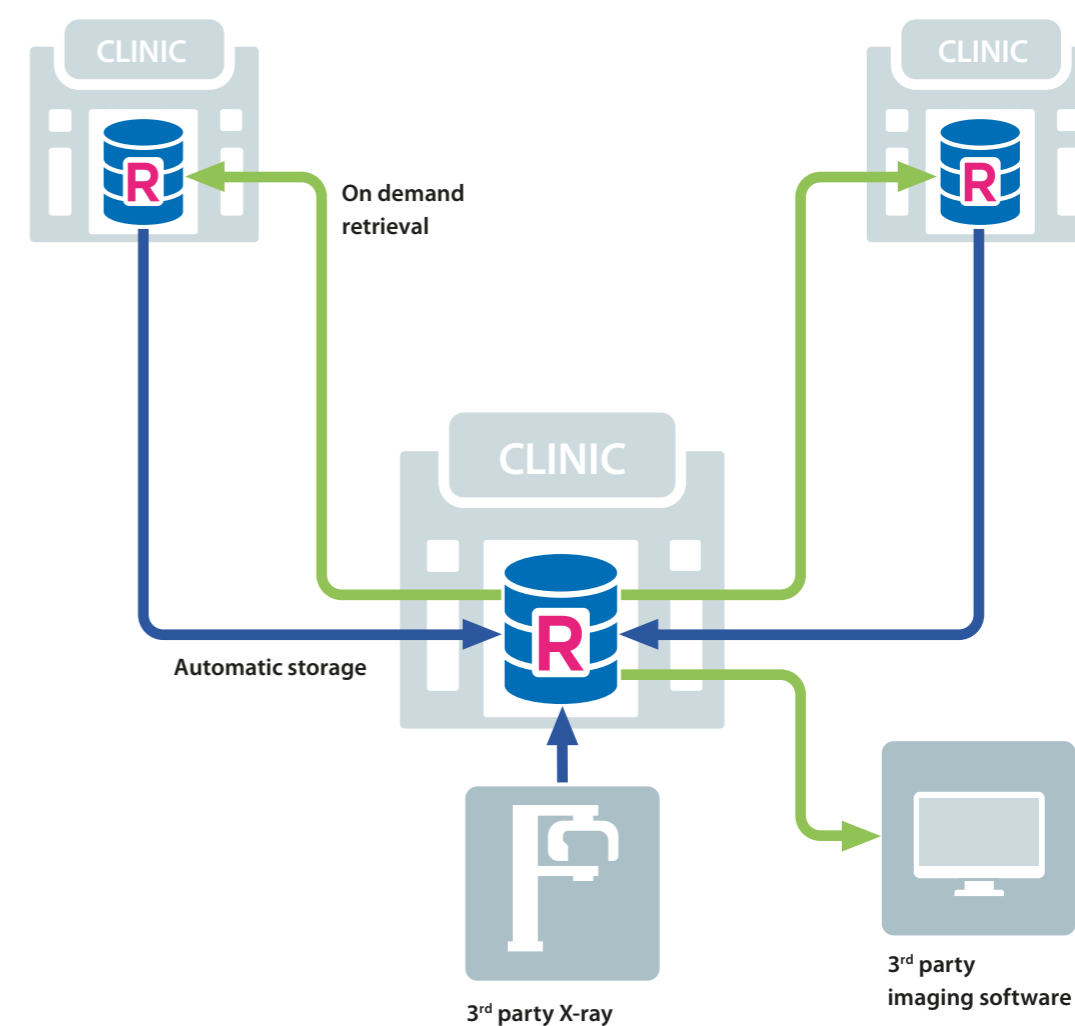 CLINIC
CLINIC
R
R
On demand
retrieval
CLINIC
R
Automatic storage
3rd party
imaging software
3rd party X-ray